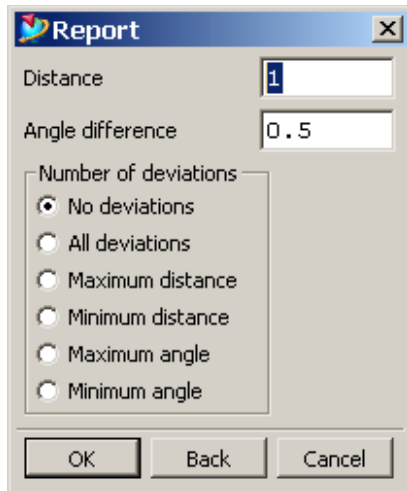 Report
Distance 1
Angle difference 0.5
Number of deviations
No deviations
All deviations
Maximum distance
Minimum distance
Maximum angle
Minimum angle
OK Back Cancel